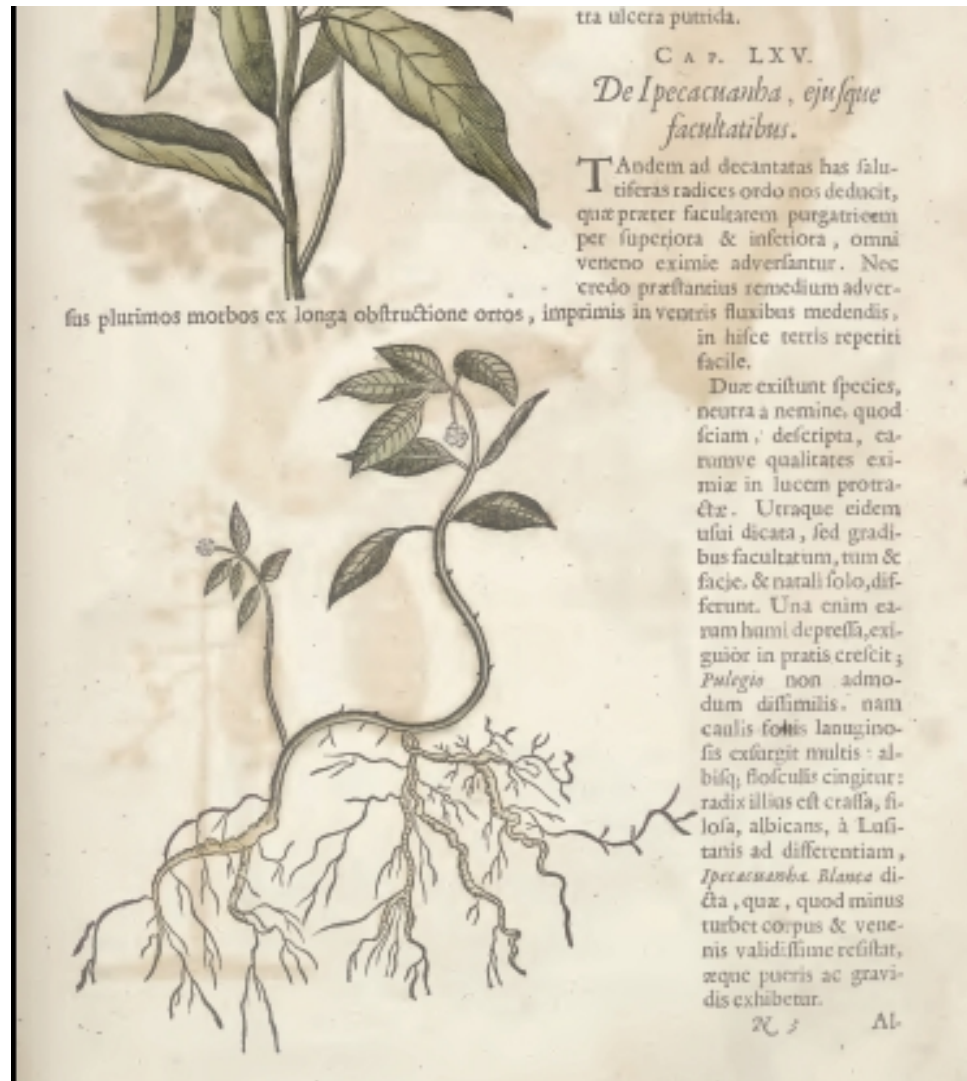 tra ulcera putrida.
CAP. LXV.
De Ipecacuanha, ejuſque
facultatibus.
TAndem ad decantatas has ſalu-
tiferas radices ordo nos deducit,
quæ præter facultatem purgatricem
per ſuperiora & inferiora, omni
veneno eximie adverſantur. Nec
credo præſtantius remedium adver-
ſus plurimos morbos ex longa obſtructione ortos, imprimis in ventris fluxibus medendis,
in hiſce terris reperiri
facile.
Duæ exiſtunt ſpecies,
neutra à nemine, quod
ſciam, deſcripta, ea-
rumve qualitates exi-
miæ in lucem protra-
ctæ. Utraque eidem
uſui dicata, ſed gradi-
bus facultatum, tum &
facie, & natali ſolo, dif-
ferunt. Una enim ea-
rum humi depreſſa, exi-
guior in pratis creſcit;
Pulegio non admo-
dum diſſimilis. nam
caulis foliis lanugino-
ſis exſurgit multis: al-
biſq; floſculis cingitur:
radix illius eſt craſſa, fi-
loſa, albicans, à Luſi-
tanis ad differentiam,
Ipecacuanha Blanca di-
cta, quæ, quod minus
turbet corpus & vene-
nis validiſſime reſiſtat,
æque pueris ac gravi-
dis exhibetur.
N 3 Al-